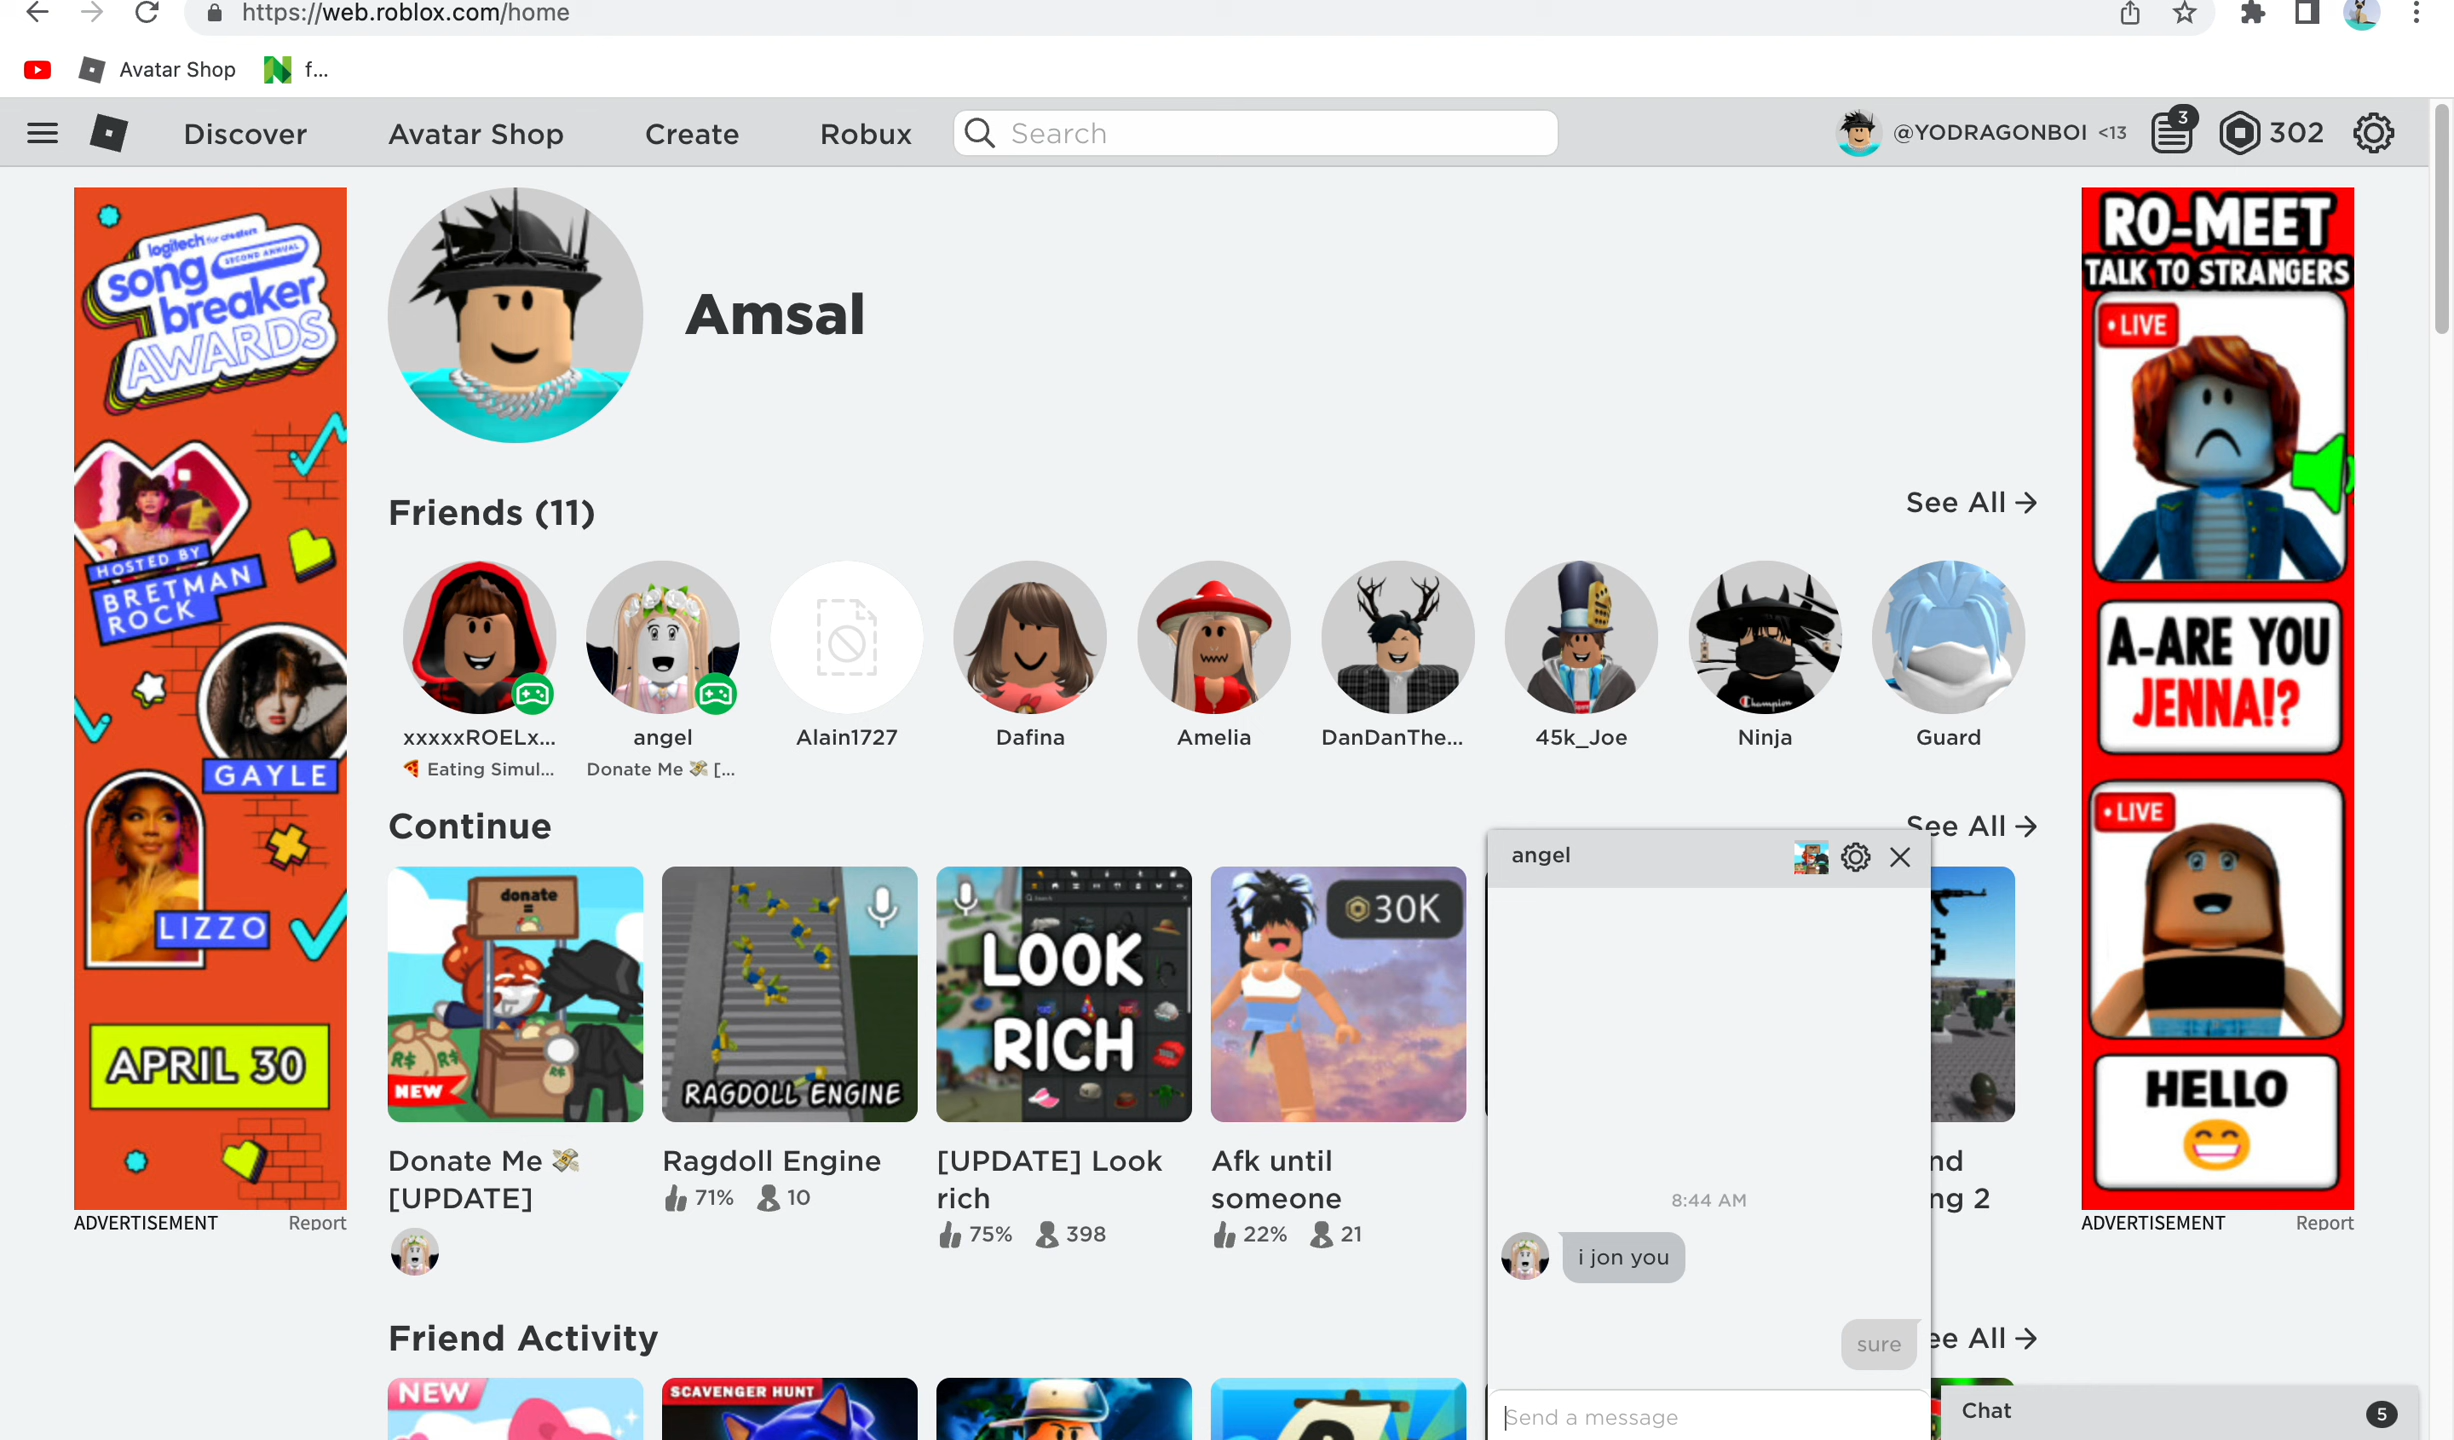 https://web.roblox.com/home
Avatar Shop
f...
Discover
Avatar Shop
Create
Robux
Search
@YODRAGONBOI <13
3
302
logitech for creators
SECOND ANNUAL
song
breaker
AWARDS
HOSTED BY
BRETMAN
ROCK
GAYLE
LIZZO
APRIL 30
ADVERTISEMENT
Report
Amsal
Friends (11)
See All
xxxxxROELx...
Eating Simul...
angel
Donate Me 💸 [...
Alain1727
Dafina
Amelia
DanDanThe...
45k_Joe
Ninja
Champion
Guard
Continue
See All
donate
=
R$
R$
R$
NEW
Donate Me 💸
[UPDATE]
RAGDOLL ENGINE
Ragdoll Engine
71% 10
LOOK
RICH
[UPDATE] Look
rich
75% 398
30K
Afk until
someone
22% 21
nd
ng 2
Friend Activity
ee All
NEW
SCAVENGER HUNT
angel
8:44 AM
i jon you
sure
Send a message
Chat
5
RO-MEET
TALK TO STRANGERS
• LIVE
A-ARE YOU
JENNA!?
• LIVE
HELLO
ADVERTISEMENT
Report